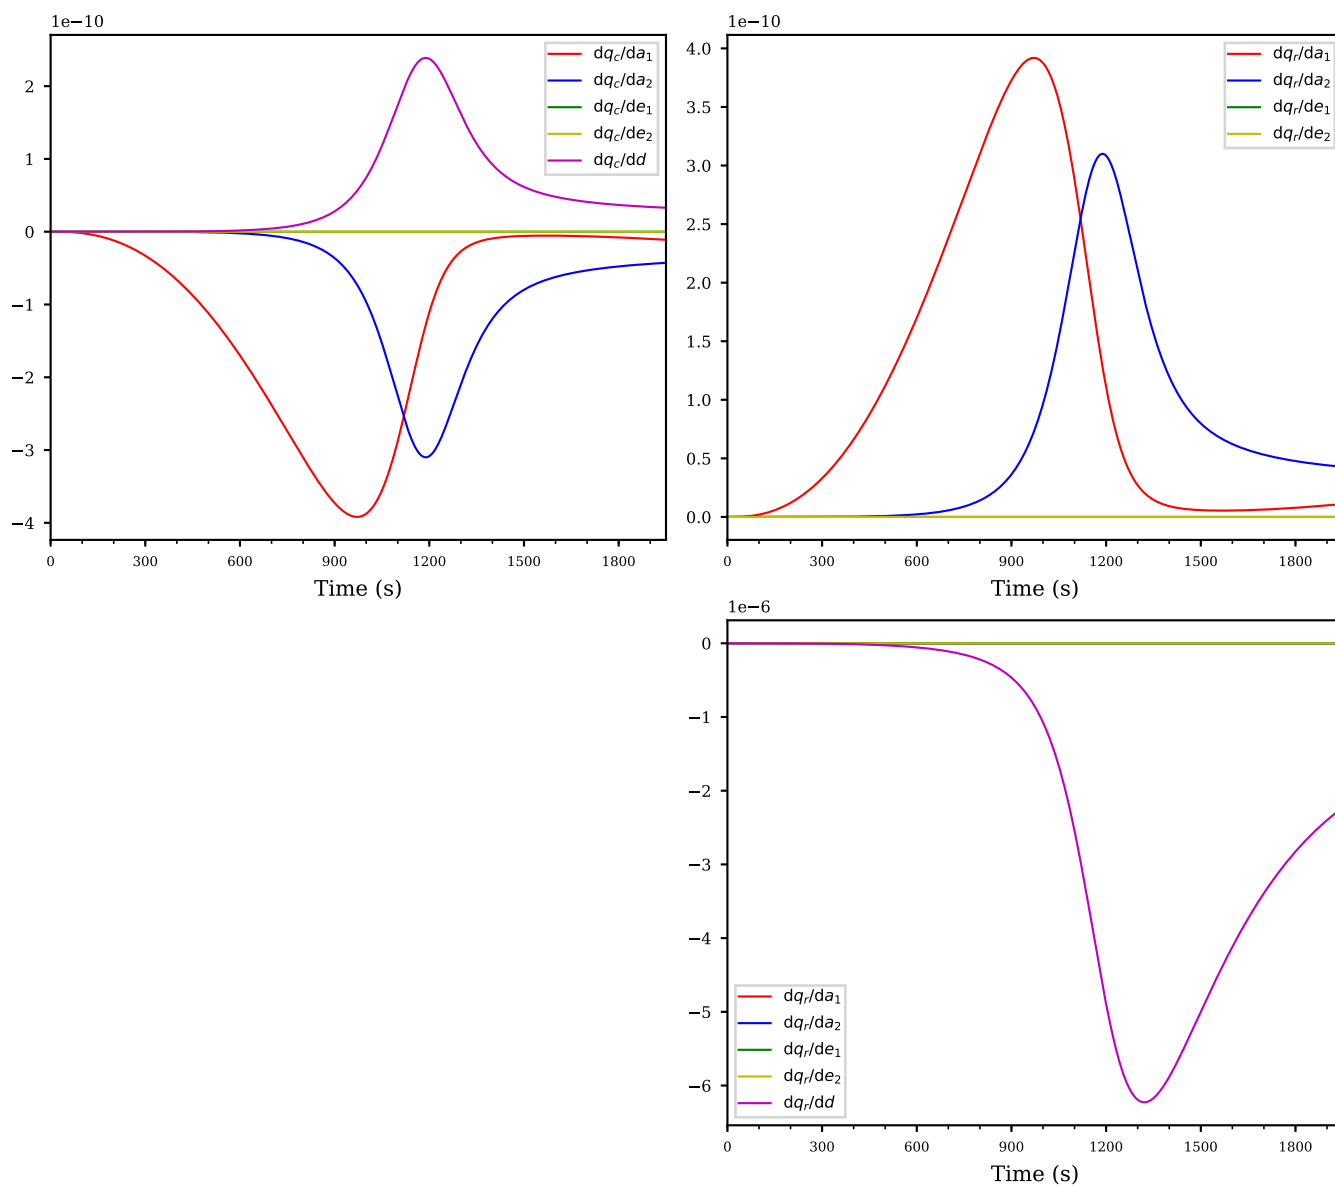 1e−10
2
1
0
−1
−2
−3
−4
0 300 600 900 1200 1500 1800
Time (s)
dq_c/da_1
dq_c/da_2
dq_c/de_1
dq_c/de_2
dq_c/dd
1e−10
4.0
3.5
3.0
2.5
2.0
1.5
1.0
0.5
0.0
0 300 600 900 1200 1500 1800
Time (s)
dq_r/da_1
dq_r/da_2
dq_r/de_1
dq_r/de_2
1e−6
0
−1
−2
−3
−4
−5
−6
0 300 600 900 1200 1500 1800
Time (s)
dq_r/da_1
dq_r/da_2
dq_r/de_1
dq_r/de_2
dq_r/dd